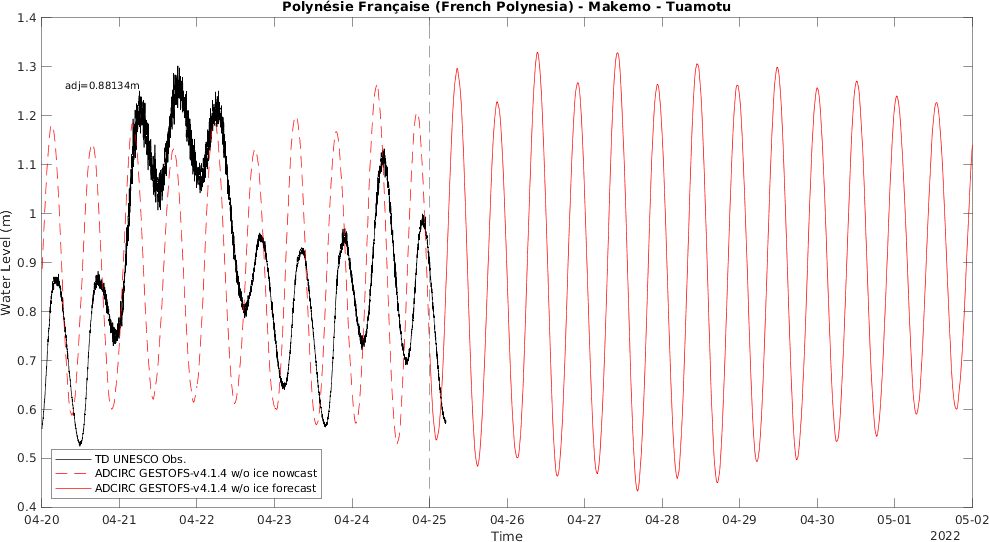 Polynésie Française (French Polynesia) - Makemo - Tuamotu
1.4
1.3
1.2
1.1
1
0.9
0.8
0.7
0.6
0.5
0.4
Water Level (m)
adj=0.88134m
TD UNESCO Obs.
ADCIRC GESTOFS-v4.1.4 w/o ice nowcast
ADCIRC GESTOFS-v4.1.4 w/o ice forecast
04-20 04-21 04-22 04-23 04-24 04-25 04-26 04-27 04-28 04-29 04-30 05-01 05-02
Time
2022